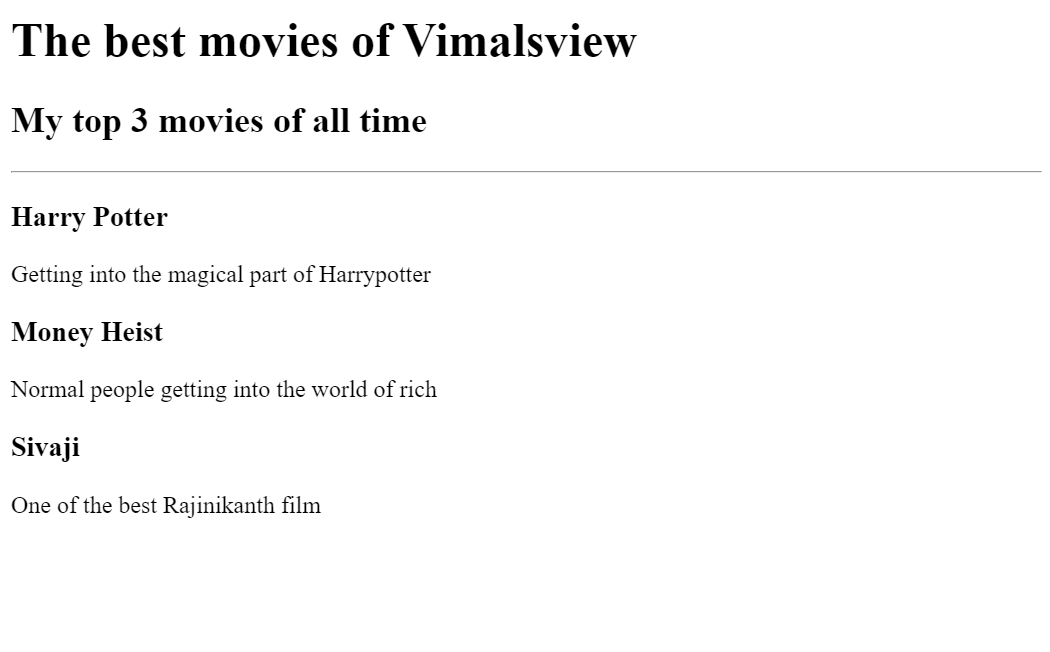 The best movies of Vimalsview
My top 3 movies of all time
Harry Potter
Getting into the magical part of Harrypotter
Money Heist
Normal people getting into the world of rich
Sivaji
One of the best Rajinikanth film